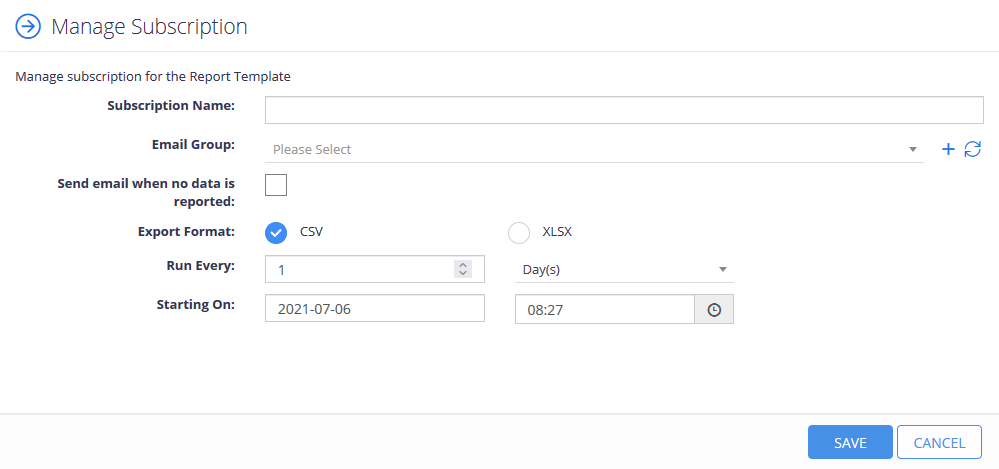 Manage Subscription
Manage subscription for the Report Template
Subscription Name:
Email Group: Please Select
Send email when no data is
reported:
Export Format: CSV XLSX
Run Every: 1 Day(s)
Starting On: 2021-07-06 08:27
SAVE CANCEL